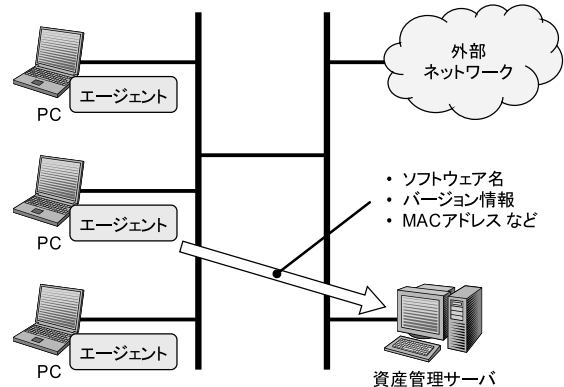 エージェント
PC
外部
ネットワーク
エージェント
PC
・ ソフトウェア名
・ バージョン情報
・ MACアドレス など
エージェント
PC
資産管理サーバ